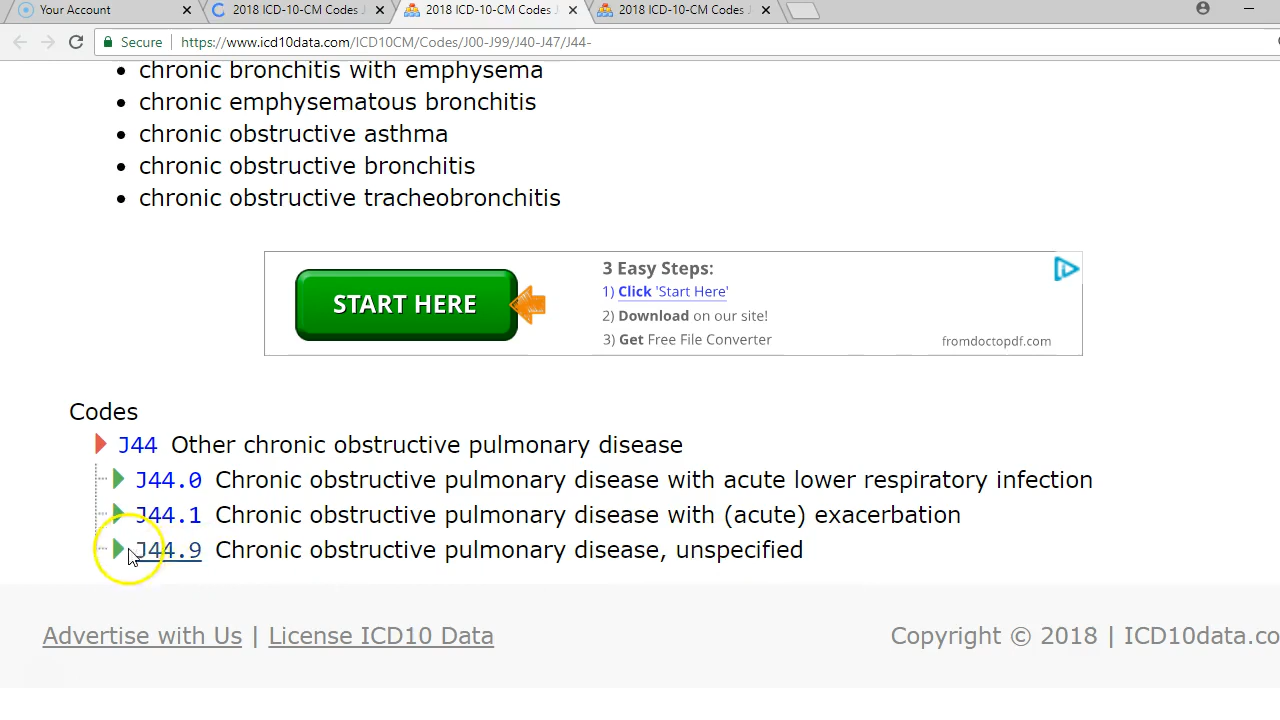 Your Account
2018 ICD-10-CM Codes
2018 ICD-10-CM Codes
2018 ICD-10-CM Codes
Secure | https://www.icd10data.com/ICD10CM/Codes/J00-J99/J40-J47/J44-
chronic bronchitis with emphysema
chronic emphysematous bronchitis
chronic obstructive asthma
chronic obstructive bronchitis
chronic obstructive tracheobronchitis
START HERE
3 Easy Steps:
1) Click 'Start Here'
2) Download on our site!
3) Get Free File Converter
fromdoctopdf.com
Codes
J44 Other chronic obstructive pulmonary disease
J44.0 Chronic obstructive pulmonary disease with acute lower respiratory infection
J44.1 Chronic obstructive pulmonary disease with (acute) exacerbation
J44.9 Chronic obstructive pulmonary disease, unspecified
Advertise with Us | License ICD10 Data
Copyright © 2018 | ICD10data.co